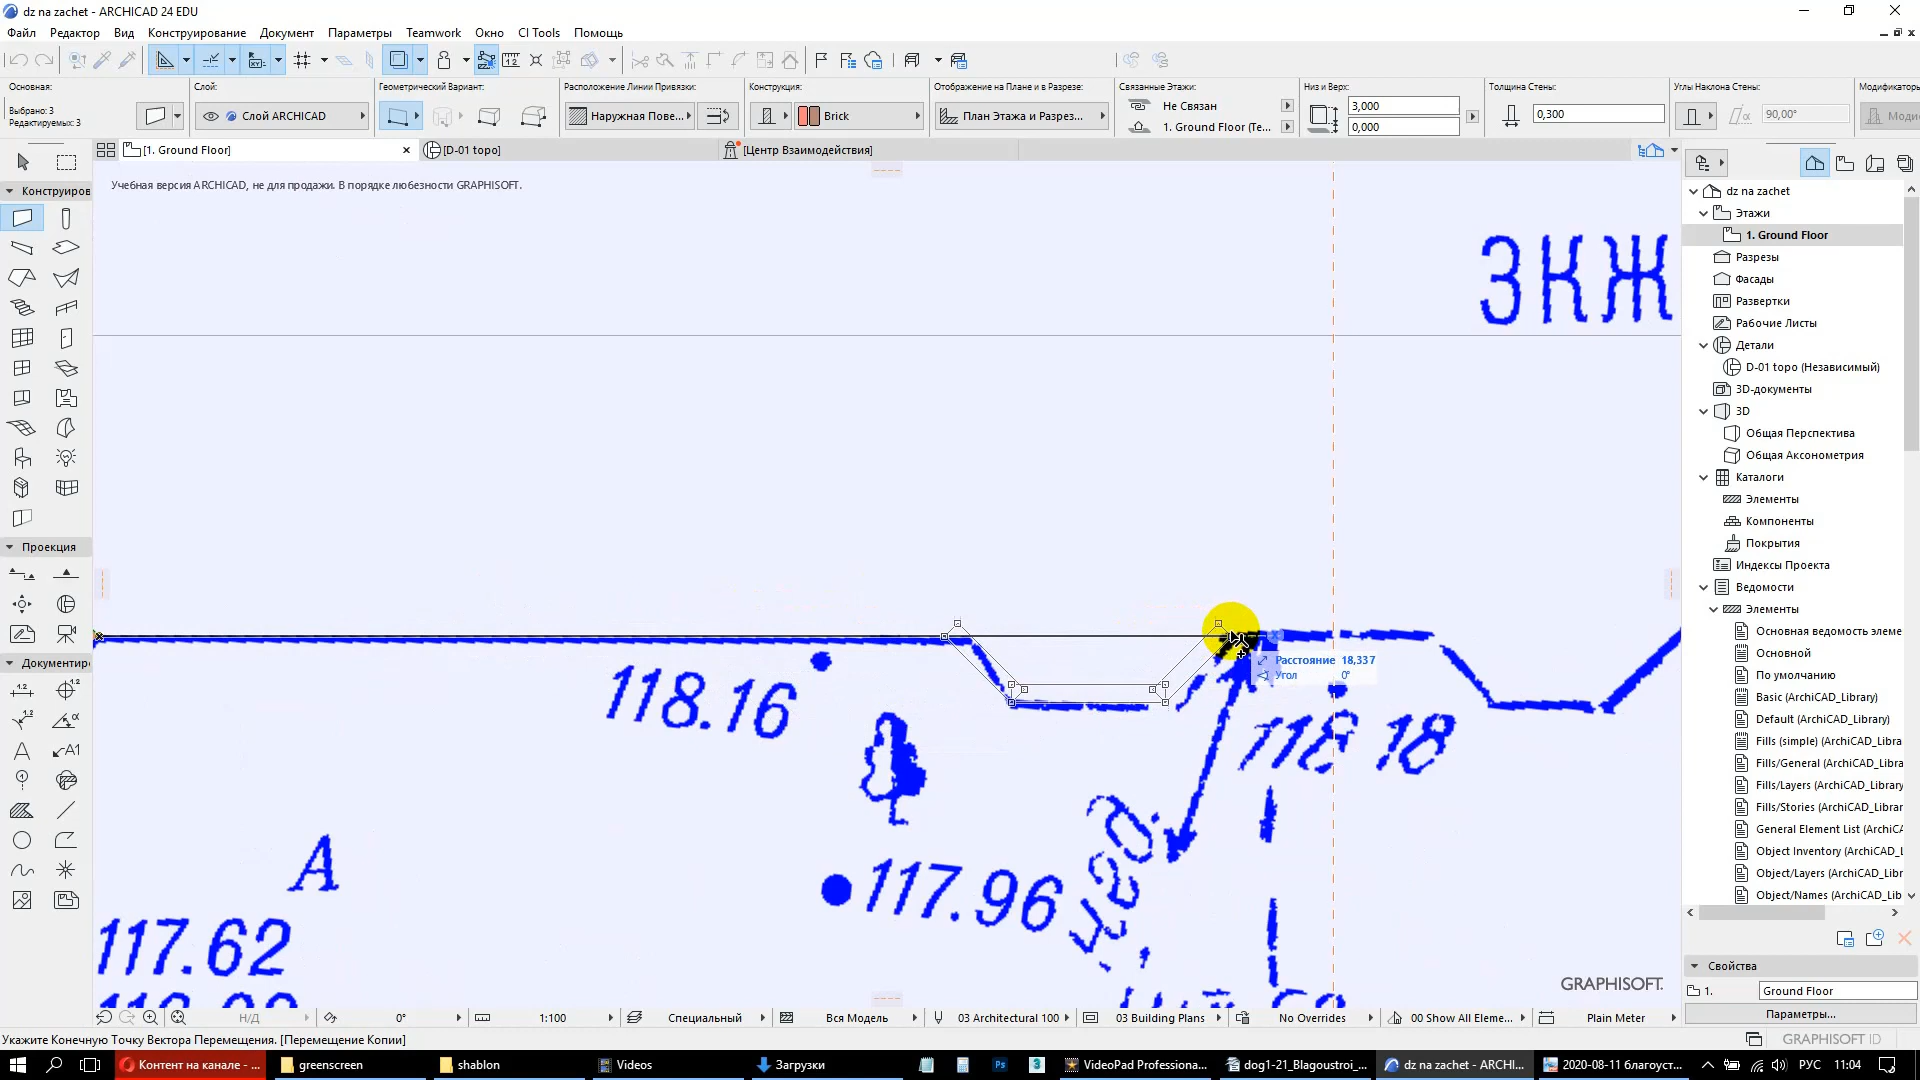 dz na zachet - ARCHICAD 24 EDU
Файл Редактор Вид Конструирование Документ Параметры Teamwork Окно CI Tools Помощь
Основная: Слой: Геометрический Вариант: Расположение Линии Привязки: Конструкция: Отображение на Плане и в Разрезе: Связанные Этажи: Низ и Верх: Толщина Стены: Углы Наклона Стены: Модификаторы
Выбрано: 3
Редактируемых: 3
Слой ARCHICAD
Наружная Пове...
Brick
План Этажа и Разрез...
Не Связан
1. Ground Floor (Те...
3,000
0,000
0,300
90,00°
Моди
[1. Ground Floor] [D-01 topo] [Центр Взаимодействия]
Учебная версия ARCHICAD, не для продажи. В порядке любезности GRAPHISOFT.
Конструиров
Проекция
Документир
ЗКЖ
Расстояние 18,337
Угол 0°
118.16
118 18
А
117.96
4.20
117.62
GRAPHISOFT.
dz na zachet
Этажи
1. Ground Floor
Разрезы
Фасады
Развертки
Рабочие Листы
Детали
D-01 topo (Независимый)
3D-документы
3D
Общая Перспектива
Общая Аксонометрия
Каталоги
Элементы
Компоненты
Покрытия
Индексы Проекта
Ведомости
Элементы
Основная ведомость элеме
Основной
По умолчанию
Basic (ArchiCAD_Library)
Default (ArchiCAD_Library)
Fills (simple) (ArchiCAD_Libra
Fills/General (ArchiCAD_Librar
Fills/Layers (ArchiCAD_Library
Fills/Stories (ArchiCAD_Librar
General Element List (ArchiCA
Object Inventory (ArchiCAD_L
Object/Layers (ArchiCAD_Libr
Object/Names (ArchiCAD_Lib
Свойства
1. Ground Floor
Параметры...
Н/Д 0° 1:100 Специальный Вся Модель 03 Architectural 100 03 Building Plans No Overrides 00 Show All Eleme... Plain Meter
Укажите Конечную Точку Вектора Перемещения. [Перемещение Копии]
GRAPHISOFT ID
Контент на канале - ... greenscreen shablon Videos Загрузки VideoPad Professiona... dog1-21_Blagoustroi_... dz na zachet - ARCHI... 2020-08-11 благоуст... РУС 11:04